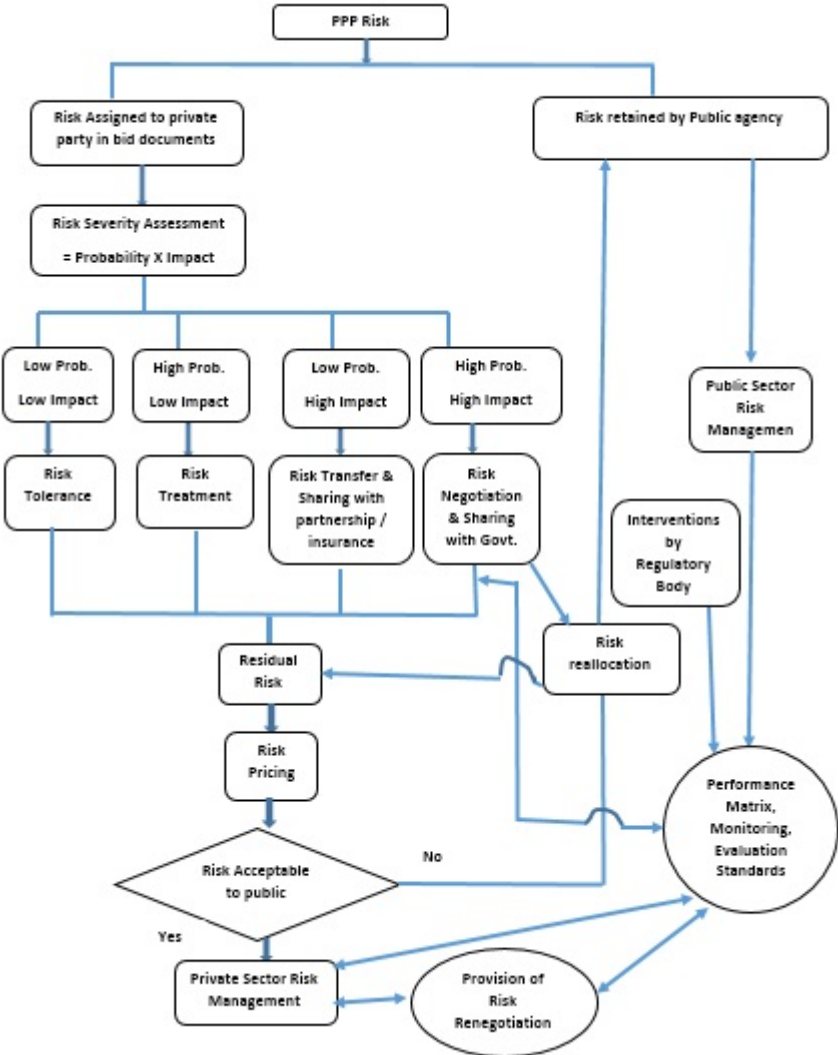 PPP Risk
Risk Assigned to private
party in bid documents
Risk retained by Public agency
Risk Severity Assessment
= Probability X Impact
Low Prob.
Low Impact
High Prob.
Low Impact
Low Prob.
High Impact
High Prob.
High Impact
Public Sector
Risk
Managemen
Risk
Tolerance
Risk
Treatment
Risk Transfer &
Sharing with
partnership /
insurance
Risk
Negotiation
& Sharing
with Govt.
Interventions
by
Regulatory
Body
Risk
reallocation
Residual
Risk
Risk
Pricing
Performance
Matrix,
Monitoring,
Evaluation
Standards
Risk Acceptable
to public
No
Yes
Private Sector Risk
Management
Provision of
Risk
Renegotiation